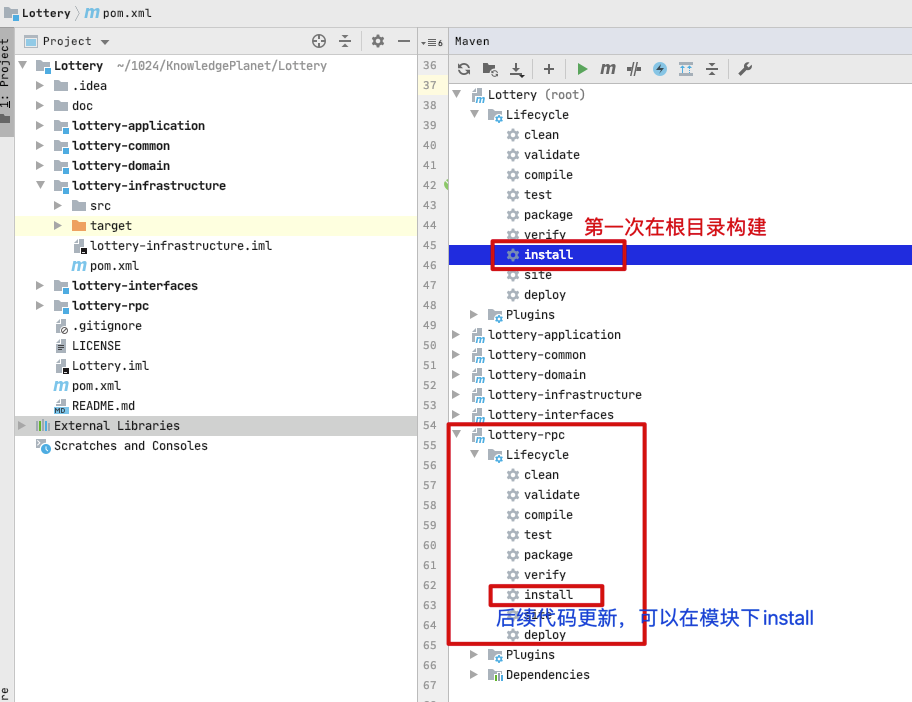 Lottery pom.xml
1: Project
Project
Lottery ~/1024/KnowledgePlanet/Lottery
.idea
doc
lottery-application
lottery-common
lottery-domain
lottery-infrastructure
src
target
lottery-infrastructure.iml
pom.xml
lottery-interfaces
lottery-rpc
.gitignore
LICENSE
Lottery.iml
pom.xml
README.md
External Libraries
Scratches and Consoles
6
36
37
38
39
40
41
42
43
44
45
46
47
48
49
50
51
52
53
54
55
56
57
58
59
60
61
62
63
64
65
66
67
Maven
Lottery (root)
Lifecycle
clean
validate
compile
test
package
verify
第一次在根目录构建
install
site
deploy
Plugins
lottery-application
lottery-common
lottery-domain
lottery-infrastructure
lottery-interfaces
lottery-rpc
Lifecycle
clean
validate
compile
test
package
verify
install
site
后续代码更新，可以在模块下install
deploy
Plugins
Dependencies